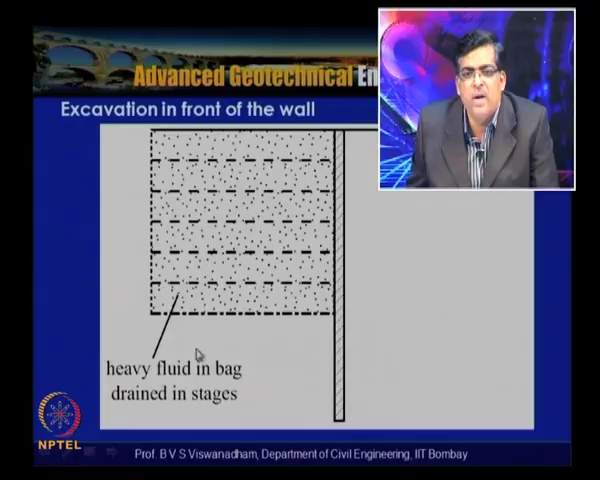 Advanced Geotechnical En
Excavation in front of the wall
heavy fluid in bag
drained in stages
NPTEL
Prof. B V S Viswanadham, Department of Civil Engineering, IIT Bombay